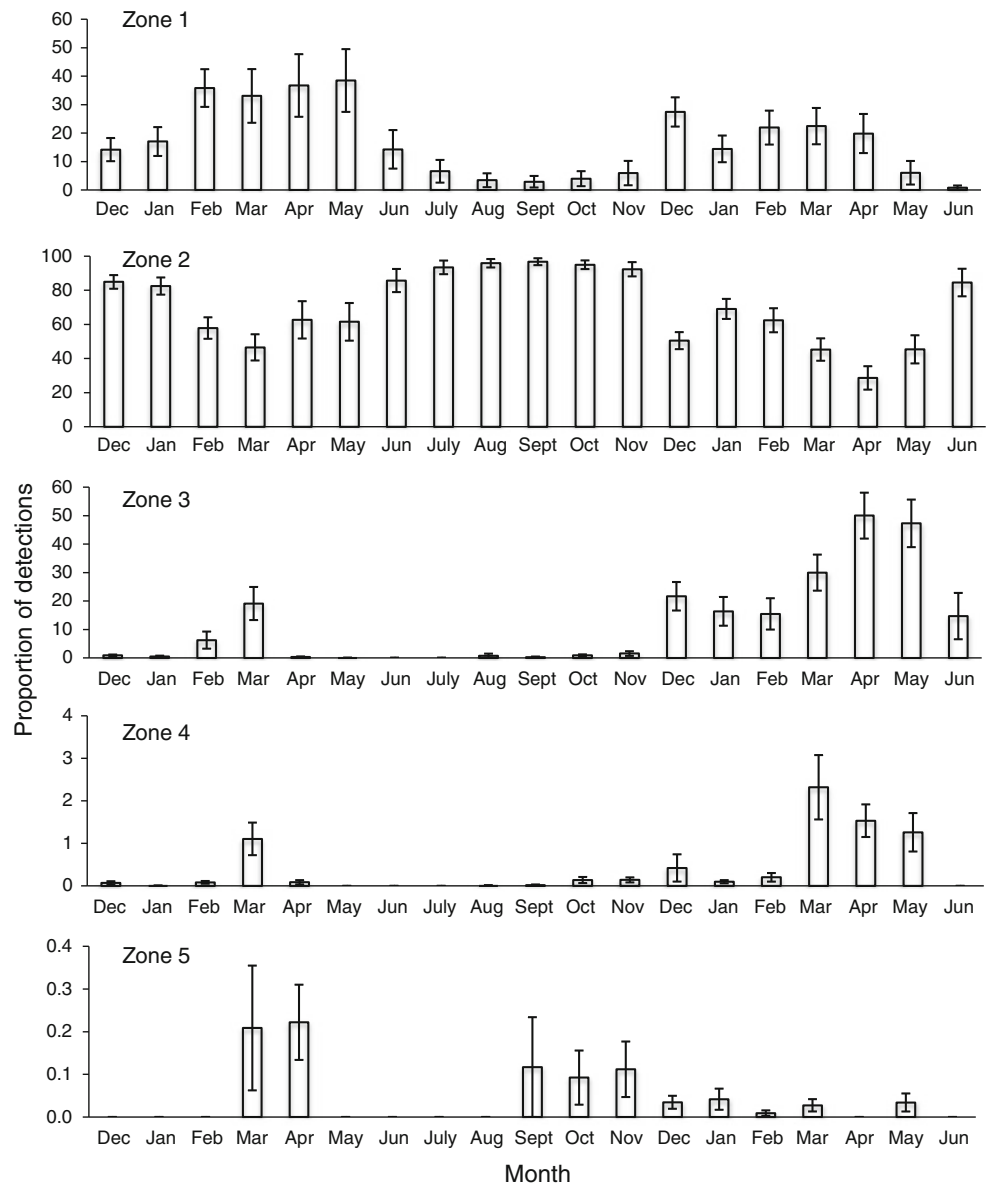 Zone 1
60
50
40
30
20
10
0
Dec Jan Feb Mar Apr May Jun July Aug Sept Oct Nov Dec Jan Feb Mar Apr May Jun
Zone 2
100
80
60
40
20
0
Dec Jan Feb Mar Apr May Jun July Aug Sept Oct Nov Dec Jan Feb Mar Apr May Jun
Zone 3
60
50
40
30
20
10
0
Dec Jan Feb Mar Apr May Jun July Aug Sept Oct Nov Dec Jan Feb Mar Apr May Jun
Zone 4
4
3
2
1
0
Dec Jan Feb Mar Apr May Jun July Aug Sept Oct Nov Dec Jan Feb Mar Apr May Jun
Zone 5
0.4
0.3
0.2
0.1
0.0
Dec Jan Feb Mar Apr May Jun July Aug Sept Oct Nov Dec Jan Feb Mar Apr May Jun
Proportion of detections
Month